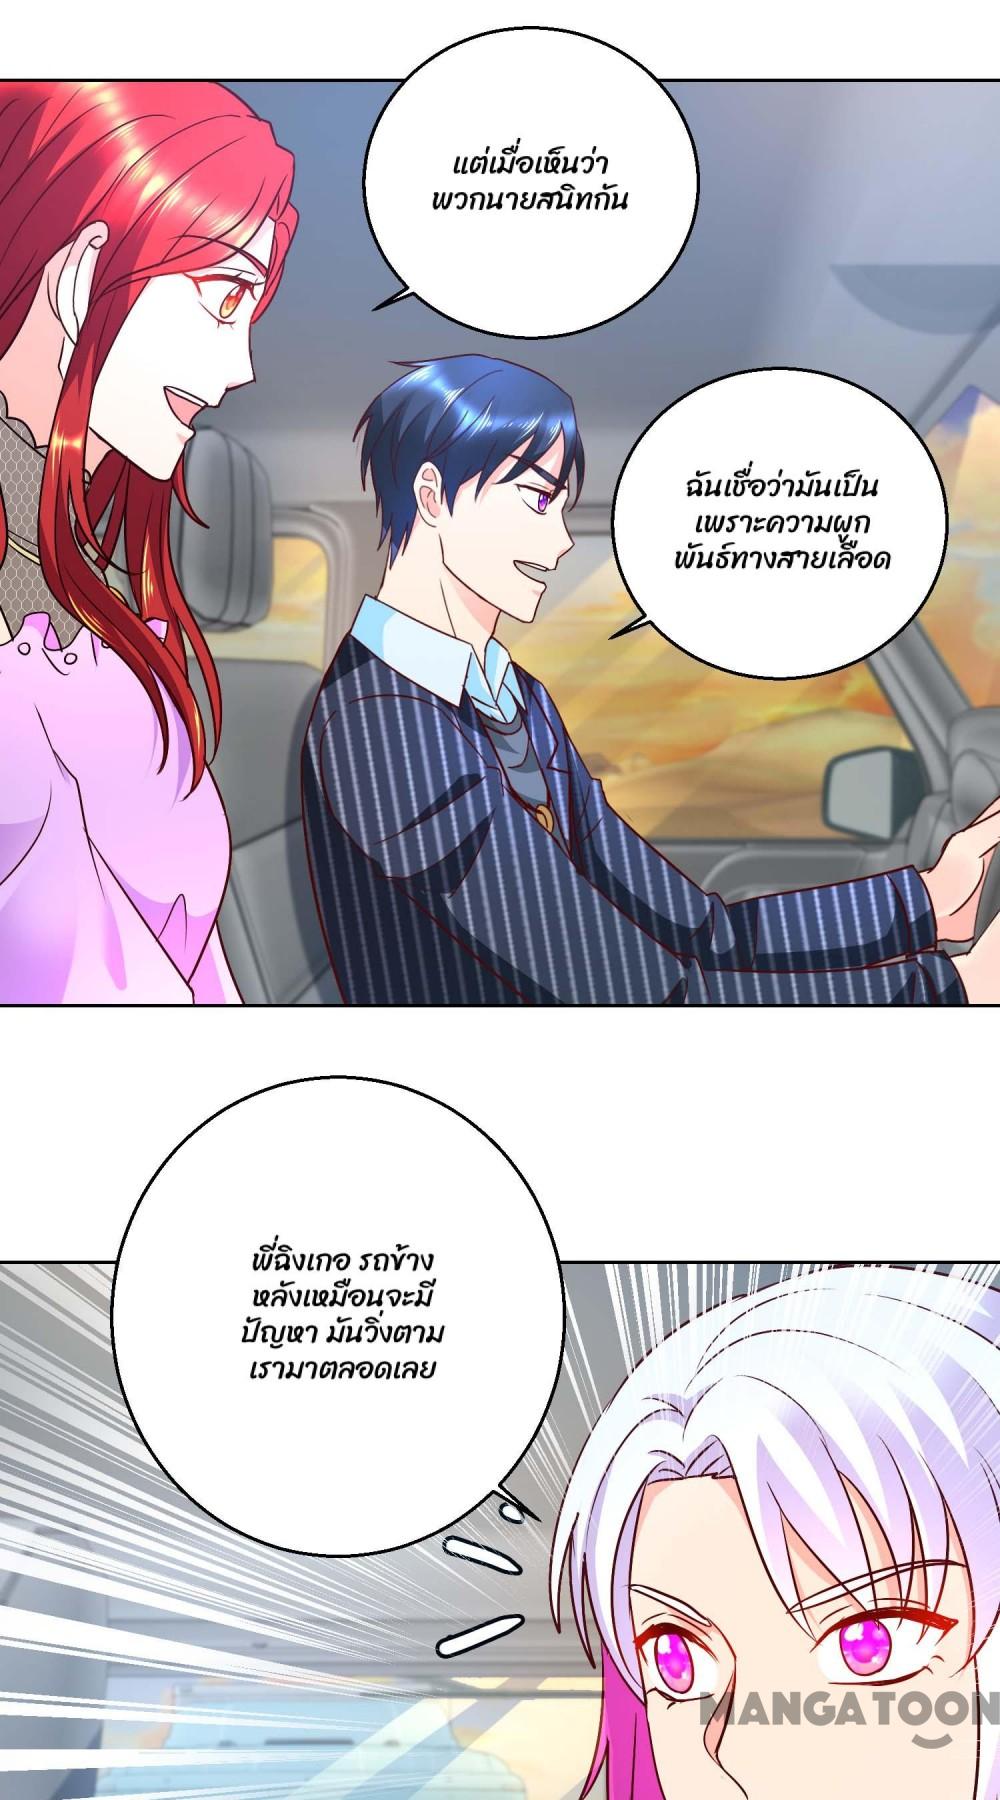 แต่เมื่อเห็นว่า
พวกนายสนิทกัน
ฉันเชื่อว่ามันเป็น
เพราะความผูก
พันธ์ทางสายเลือด
พี่ฉิงเกอ รถข้าง
หลังเหมือนจะมี
ปัญหา มันวิ่งตาม
เรามาตลอดเลย
MANGATOON